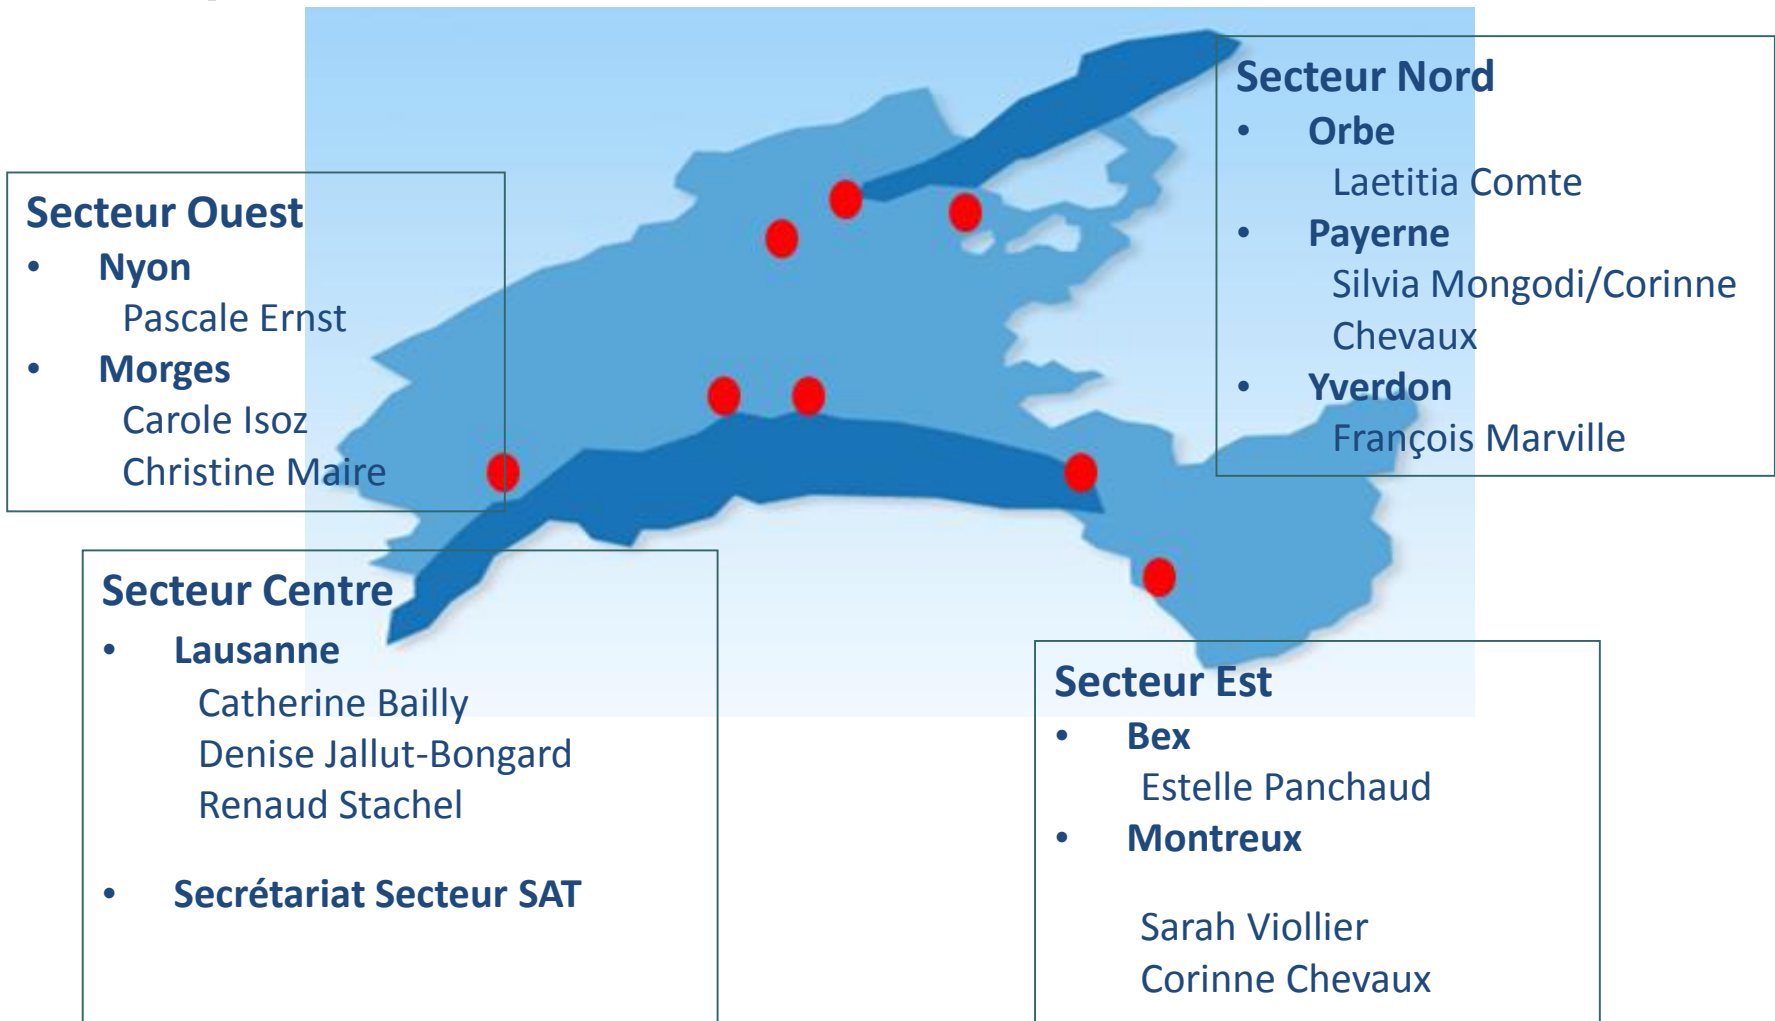 Secteur Ouest
• Nyon
Pascale Ernst
• Morges
Carole Isoz
Christine Maire
Secteur Nord
• Orbe
Laetitia Comte
• Payerne
Silvia Mongodi/Corinne
Chevaux
• Yverdon
François Marville
Secteur Centre
• Lausanne
Catherine Bailly
Denise Jallut-Bongard
Renaud Stachel
• Secrétariat Secteur SAT
Secteur Est
• Bex
Estelle Panchaud
• Montreux
Sarah Viollier
Corinne Chevaux